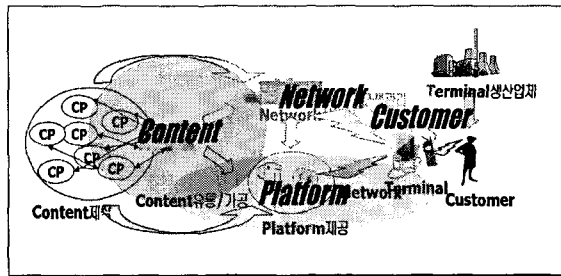 CP
CP
CP
CP
CP
CP
CP
Content
Content제작
Content유통/가공
Network
Network
Customer
Terminal생산업체
Platform
Network
Platform제공
Terminal
Customer